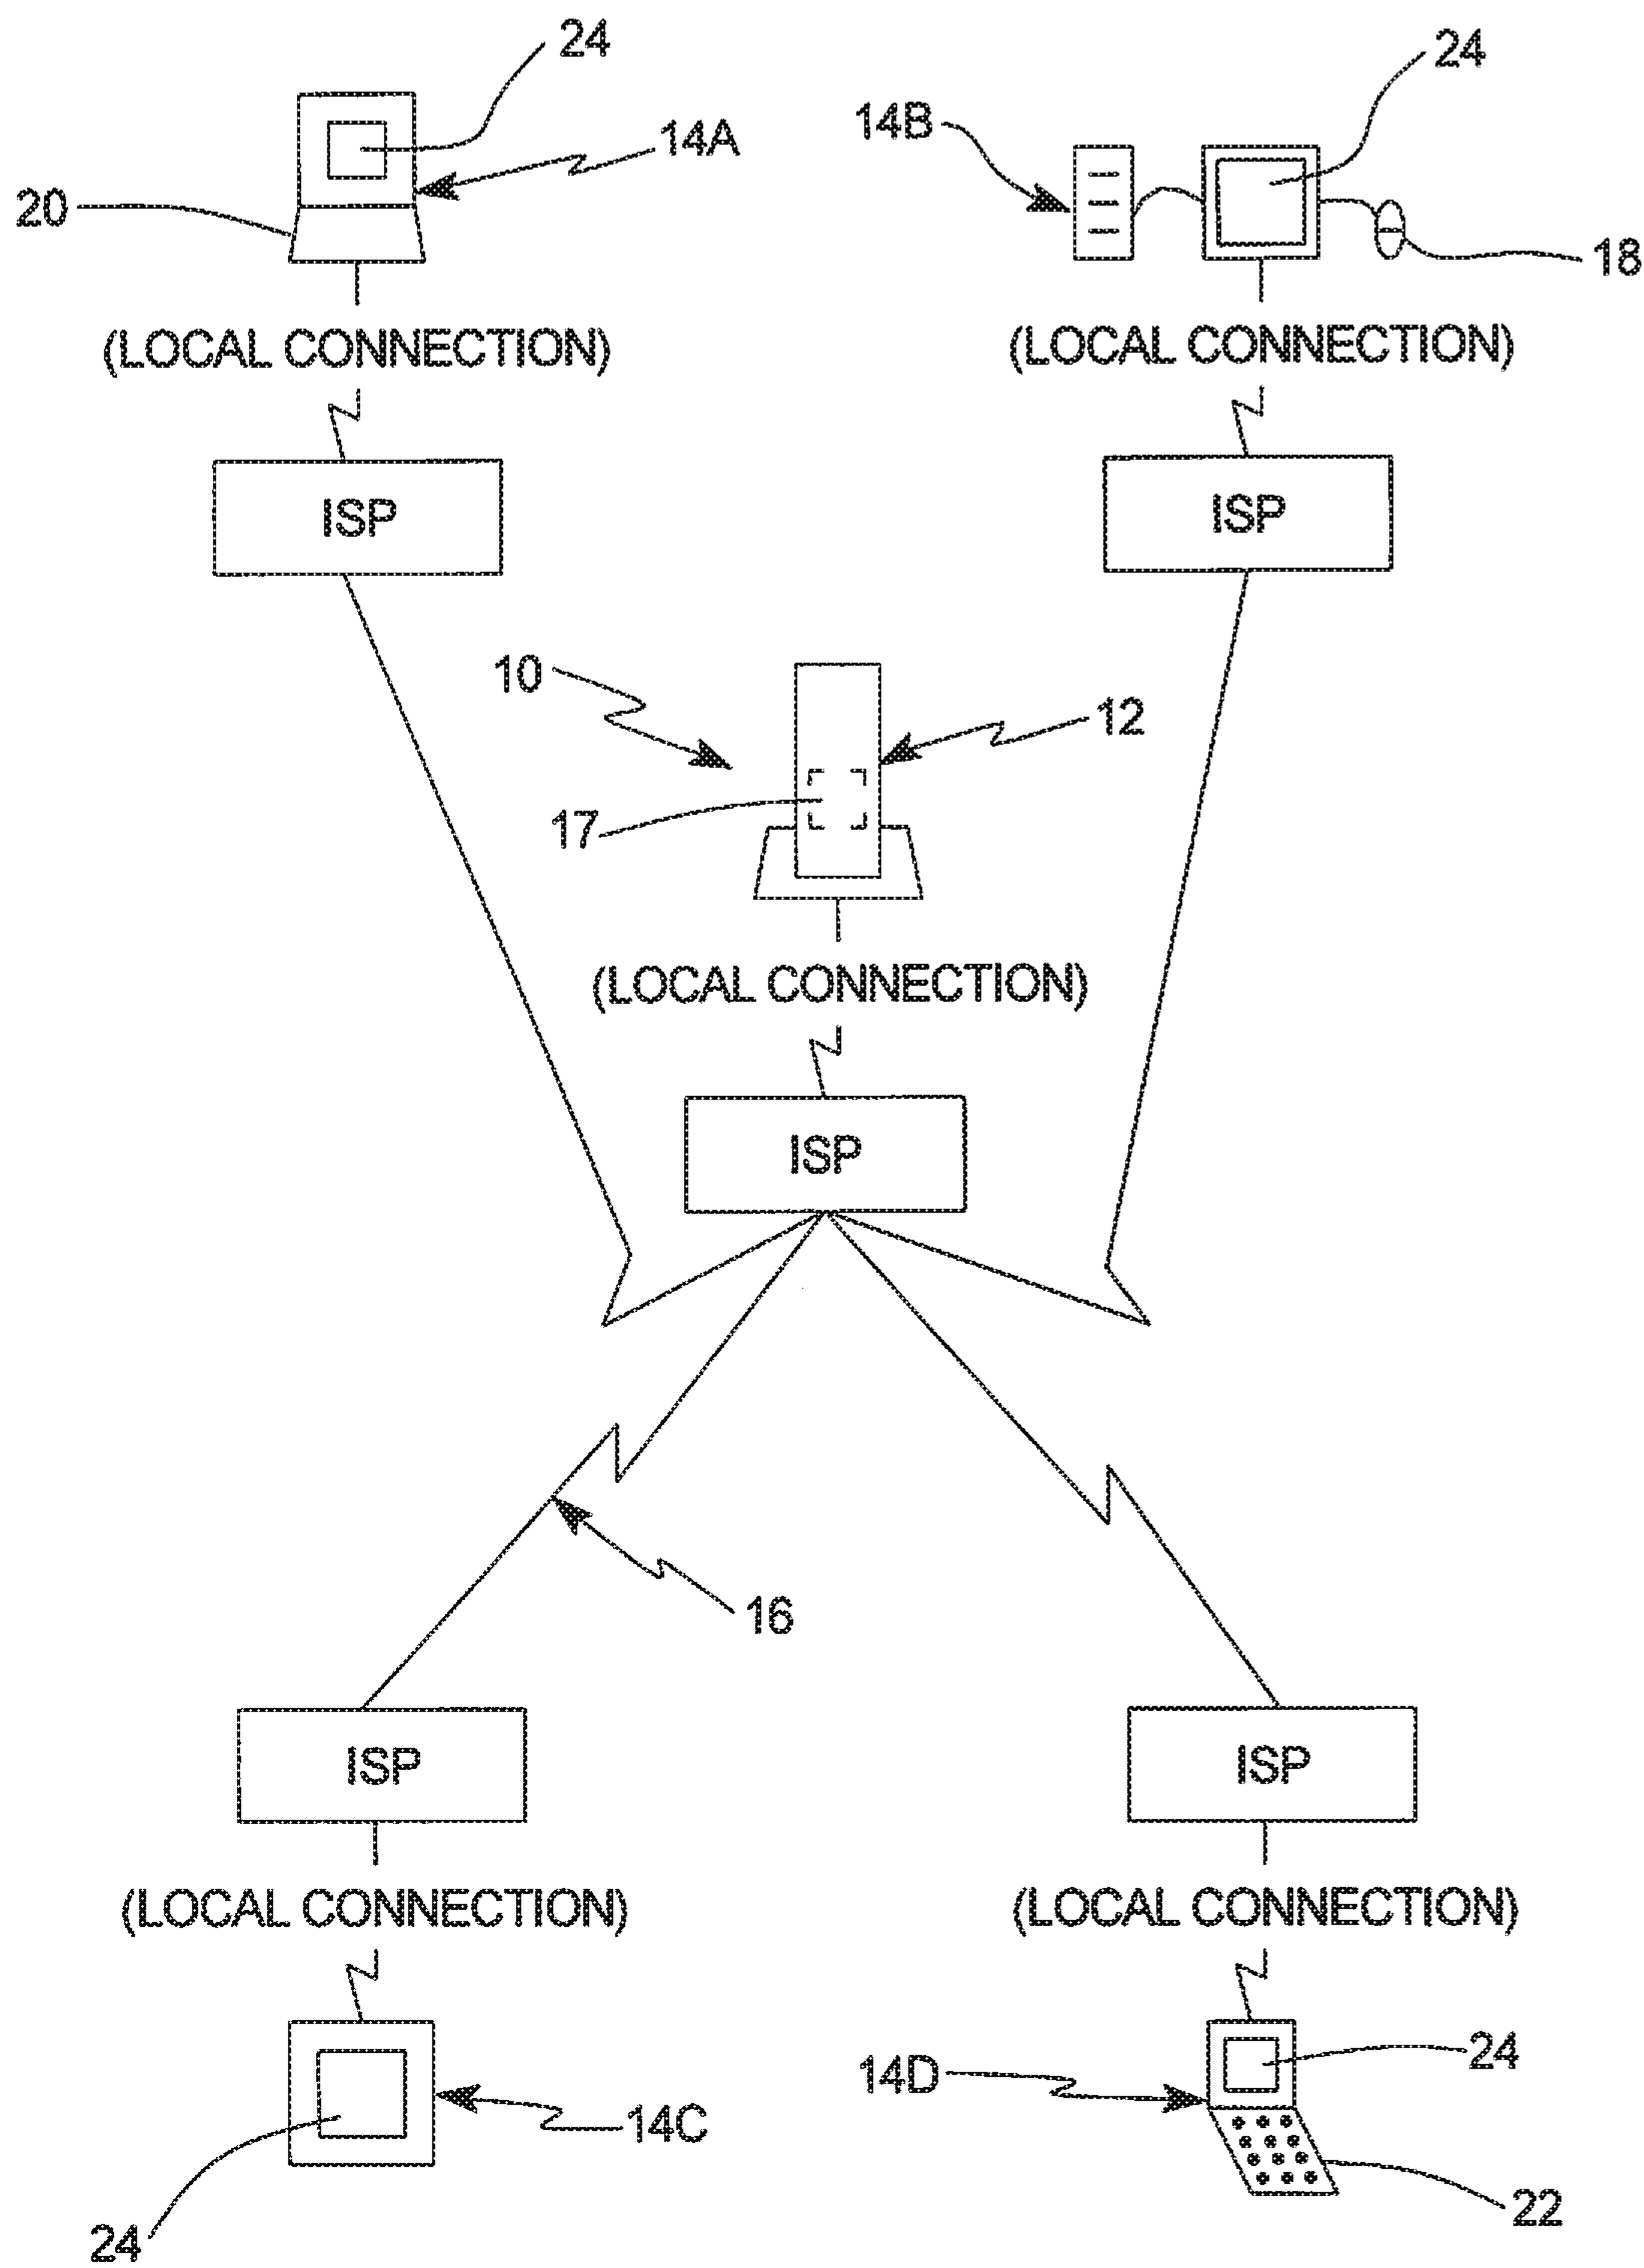 24
24
14B
14A
20
18
(LOCAL CONNECTION)
(LOCAL CONNECTION)
ISP
ISP
10
12
17
(LOCAL CONNECTION)
ISP
16
ISP
ISP
(LOCAL CONNECTION)
(LOCAL CONNECTION)
24
14D
14C
22
24